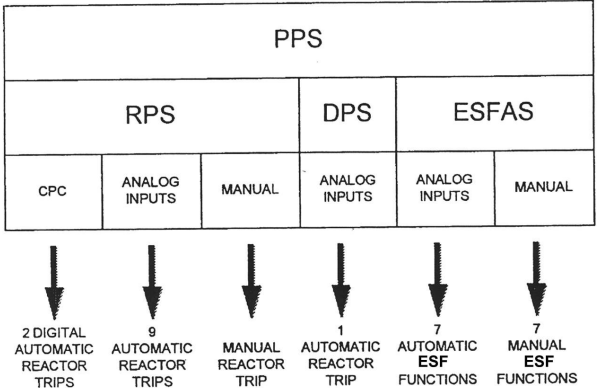 PPS
RPS
DPS
ESFAS
CPC
ANALOG
INPUTS
MANUAL
ANALOG
INPUTS
ANALOG
INPUTS
MANUAL
2 DIGITAL
AUTOMATIC
REACTOR
TRIPS
9
AUTOMATIC
REACTOR
TRIPS
MANUAL
REACTOR
TRIP
1
AUTOMATIC
REACTOR
TRIP
7
AUTOMATIC
ESF
FUNCTIONS
7
MANUAL
ESF
FUNCTIONS